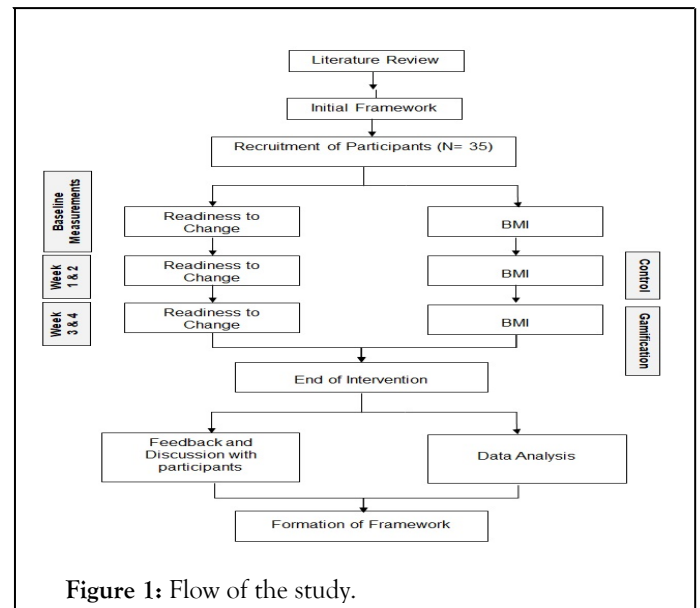 Literature Review
Initial Framework
Recruitment of Participants (N= 35)
Baseline
Measurements
Readiness to
Change
BMI
Week
1 & 2
Readiness to
Change
BMI
Control
Week
3 & 4
Readiness to
Change
BMI
Gamification
End of Intervention
Feedback and
Discussion with
participants
Data Analysis
Formation of Framework
Figure 1: Flow of the study.